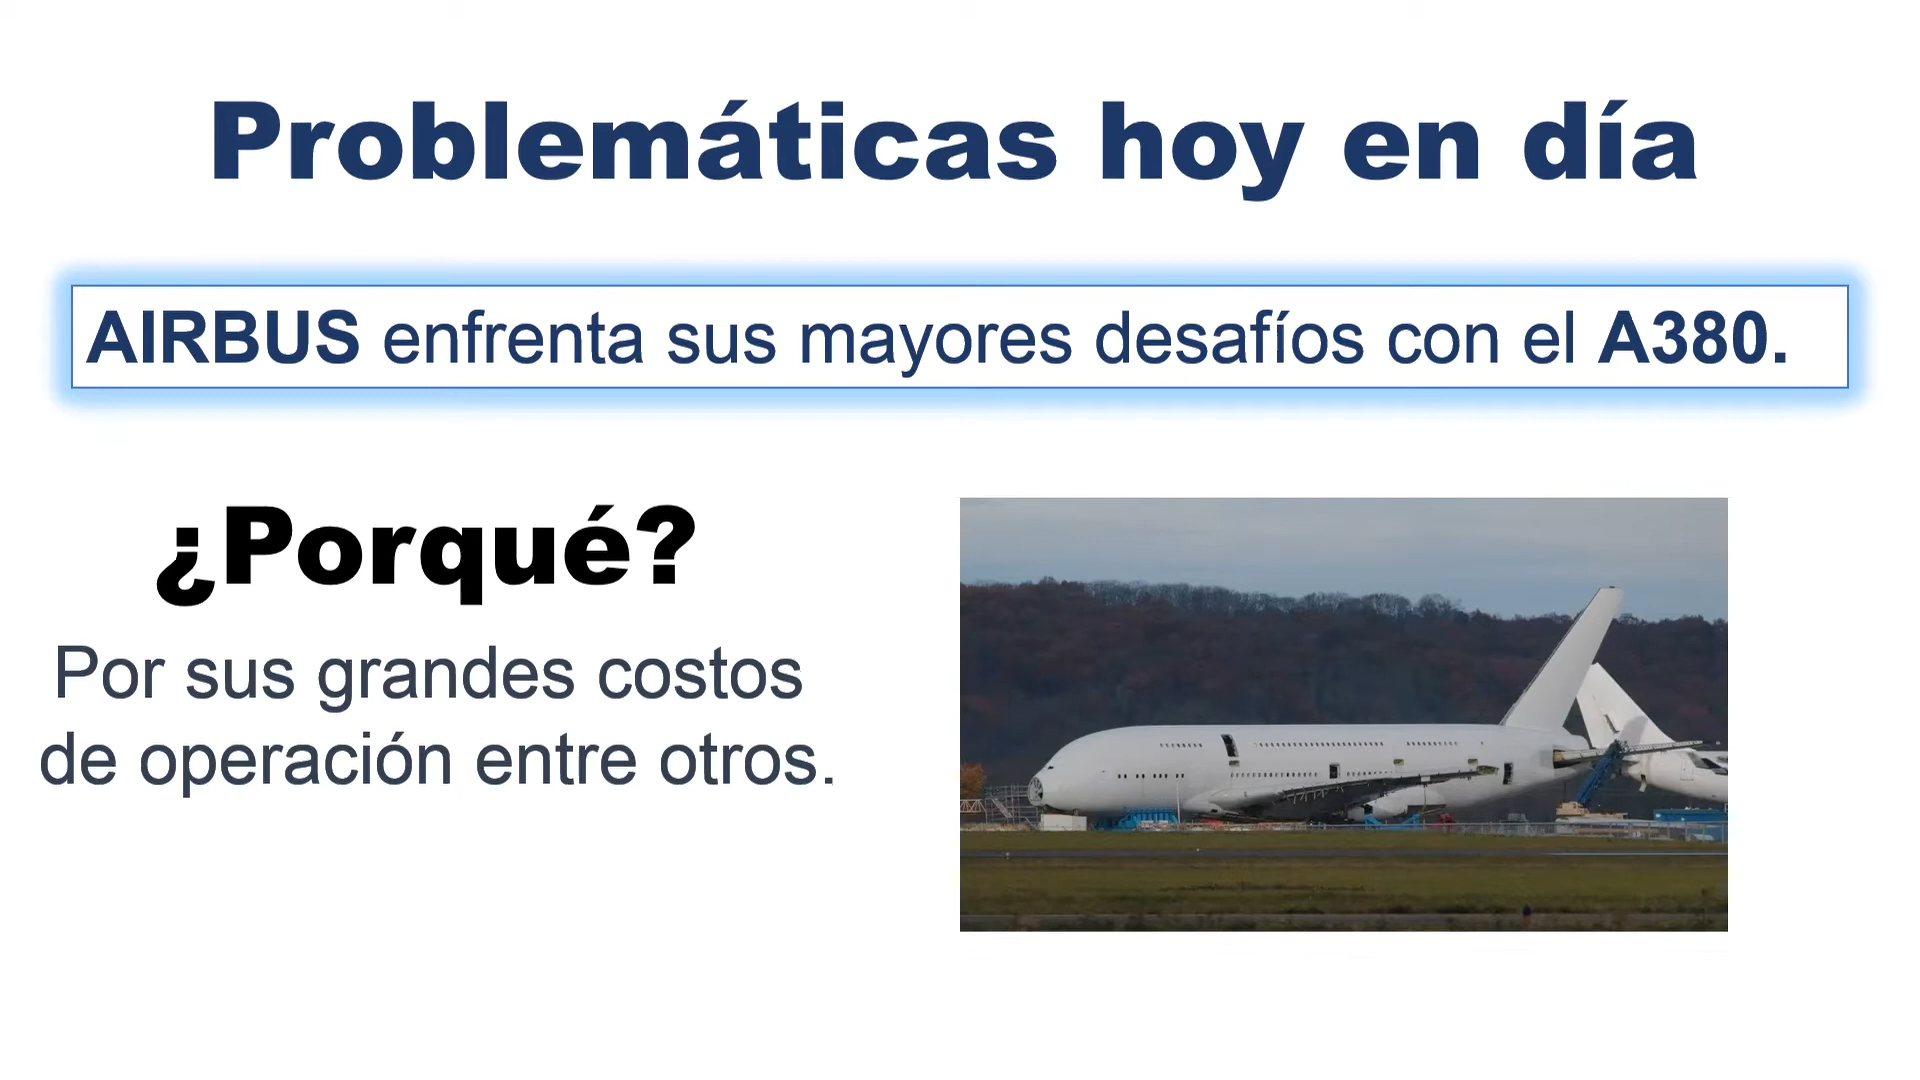 Problemáticas hoy en día
AIRBUS enfrenta sus mayores desafíos con el A380.
¿Porqué?
Por sus grandes costos
de operación entre otros.